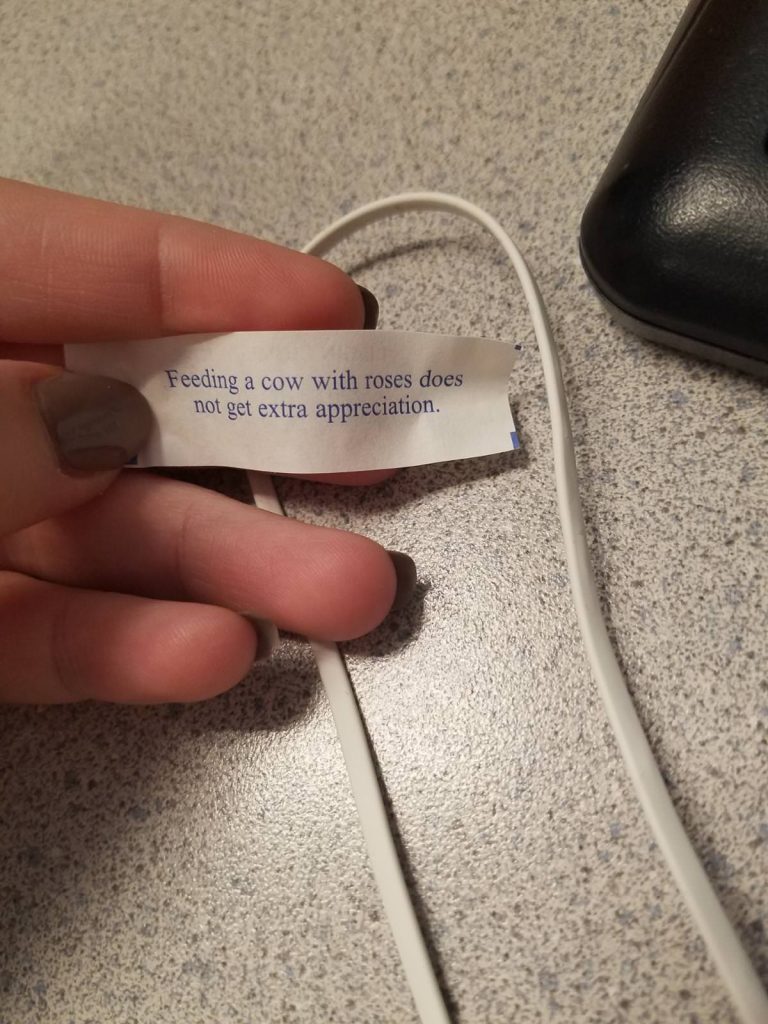 Feeding a cow with roses does
not get extra appreciation.